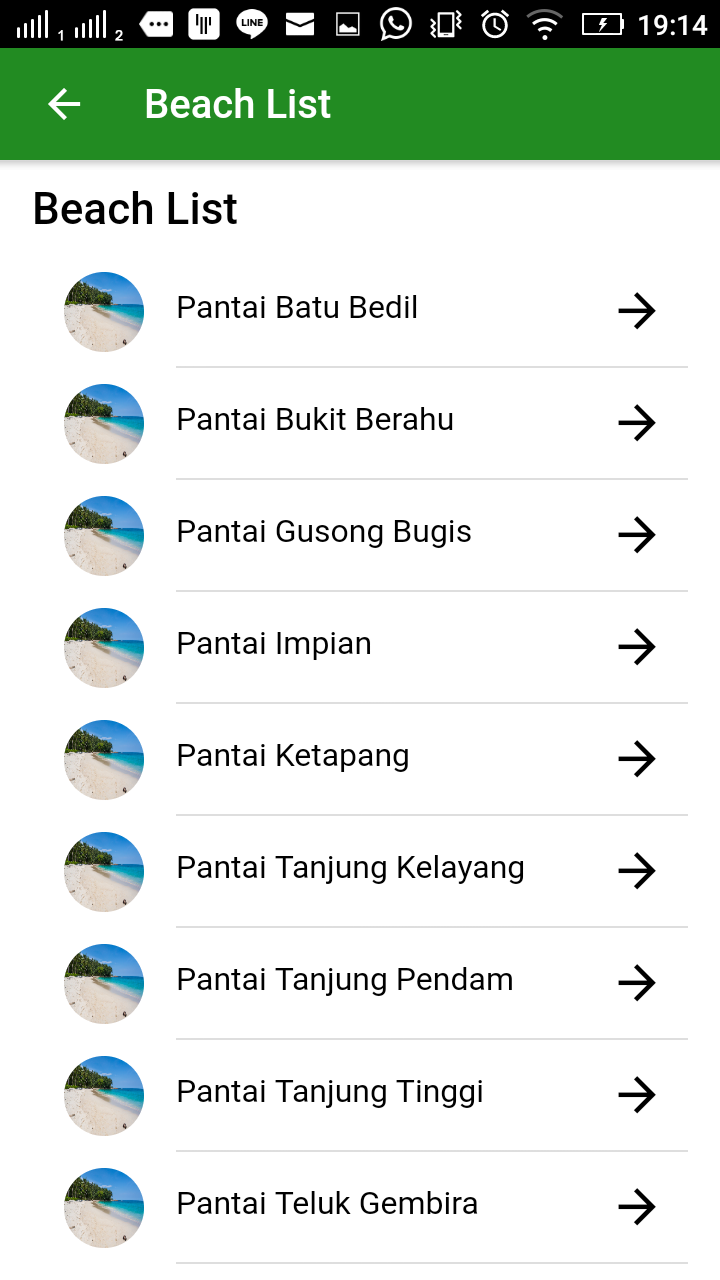 1 2 LINE 19:14
Beach List
Beach List
Pantai Batu Bedil
Pantai Bukit Berahu
Pantai Gusong Bugis
Pantai Impian
Pantai Ketapang
Pantai Tanjung Kelayang
Pantai Tanjung Pendam
Pantai Tanjung Tinggi
Pantai Teluk Gembira